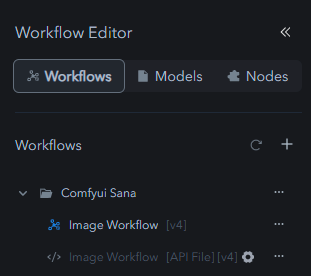 Workflow Editor
Workflows Models Nodes
Workflows
Comfyui Sana
Image Workflow [v4]
Image Workflow [API File] [v4]